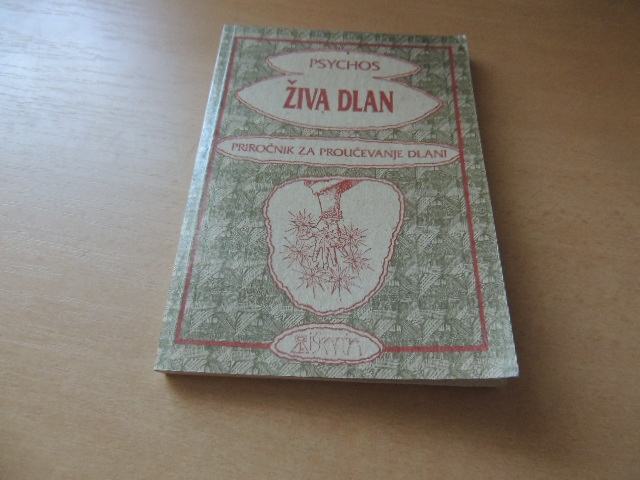 PSYCHOS
ŽIVA DLAN
PRIROČNIK ZA PROUČEVANJE DLANI